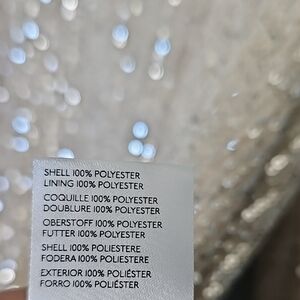 SHELL 100% POLYESTER
LINING 100% POLYESTER
COQUILLE 100% POLYESTER
DOUBLURE 100% POLYESTER
OBERSTOFF 100% POLYESTER
FUTTER 100% POLYESTER
SHELL 100% POLIESTERE
FODERA 100% POLIESTERE
EXTERIOR 100% POLIÉSTER
FORRO 100% POLIÉSTER